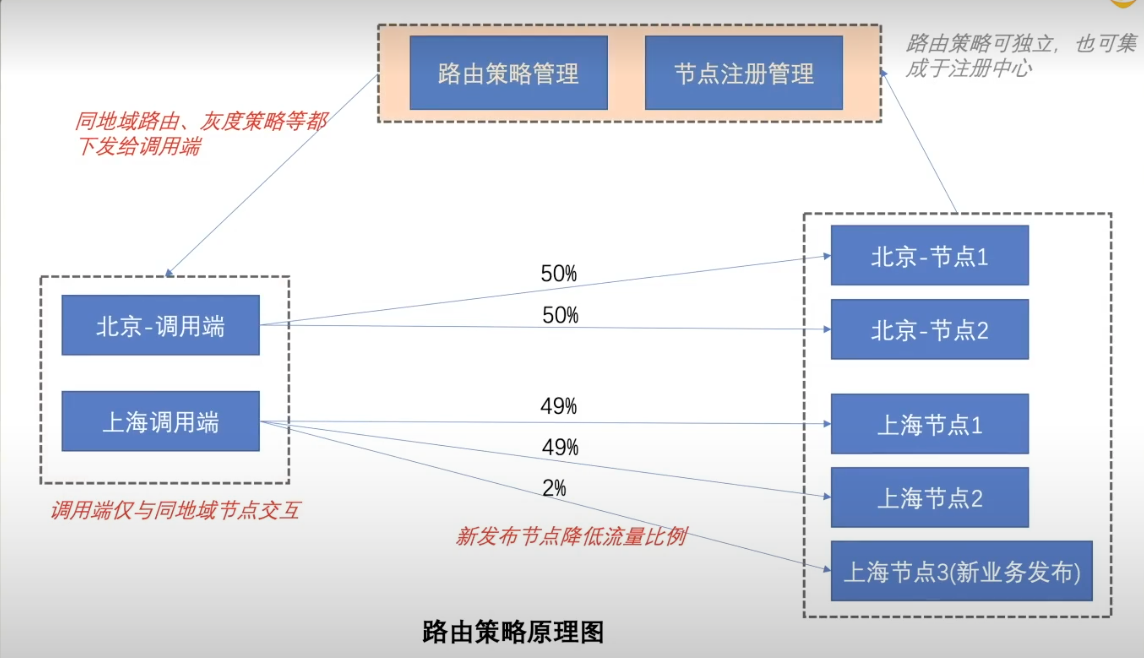 路由策略管理
节点注册管理
路由策略可独立，也可集
成于注册中心
同地域路由、灰度策略等都
下发给调用端
北京-调用端
上海调用端
调用端仅与同地域节点交互
50%
50%
49%
49%
2%
新发布节点降低流量比例
北京-节点1
北京-节点2
上海节点1
上海节点2
上海节点3(新业务发布)
路由策略原理图